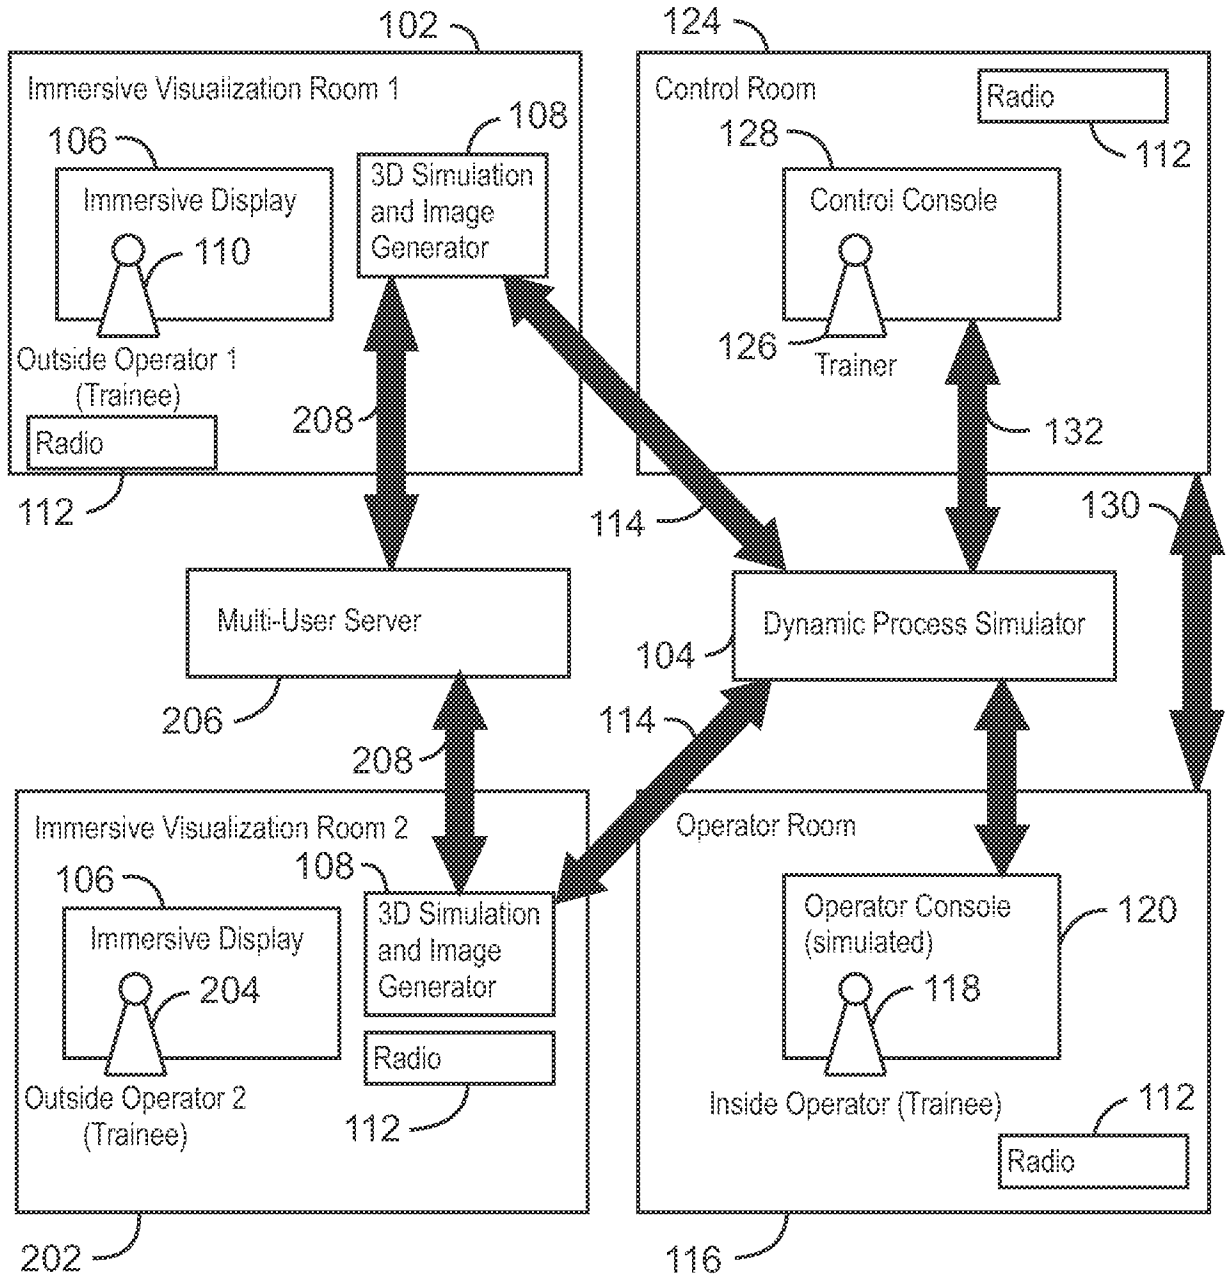 102
Immersive Visualization Room 1
108
106
3D Simulation
and Image
Generator
Immersive Display
110
Outside Operator 1
(Trainee)
Radio
112
208
114
124
Control Room
Radio
112
128
Control Console
126
Trainer
132
130
Multi-User Server
206
208
Dynamic Process Simulator
104
114
Immersive Visualization Room 2
108
106
3D Simulation
and Image
Generator
Immersive Display
204
Radio
112
Outside Operator 2
(Trainee)
202
Operator Room
Operator Console
(simulated)
120
118
Inside Operator (Trainee)
112
Radio
116